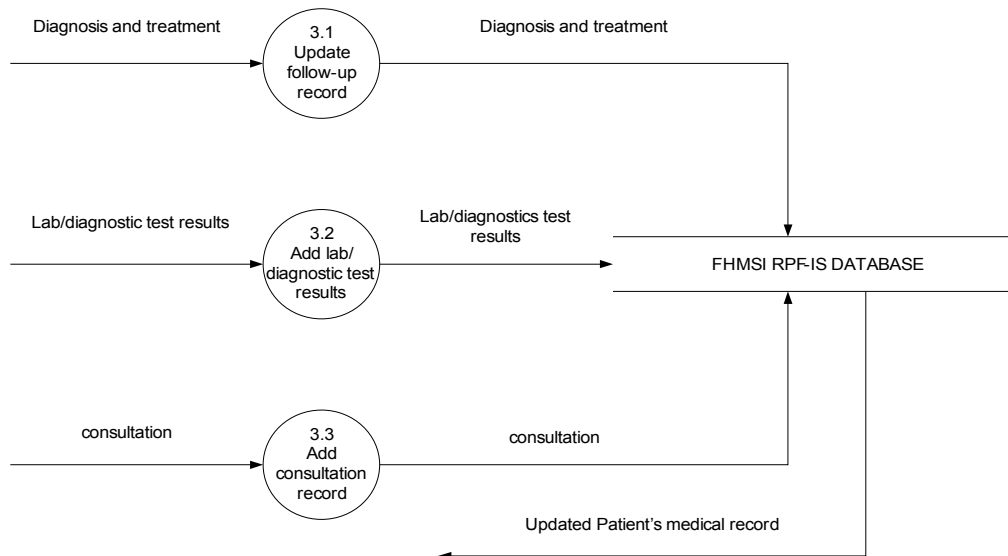 Diagnosis and treatment
3.1
Update
follow-up
record
Diagnosis and treatment
Lab/diagnostic test results
3.2
Add lab/
diagnostic test
results
Lab/diagnostics test
results
FHMSI RPF-IS DATABASE
consultation
3.3
Add
consultation
record
consultation
Updated Patient's medical record